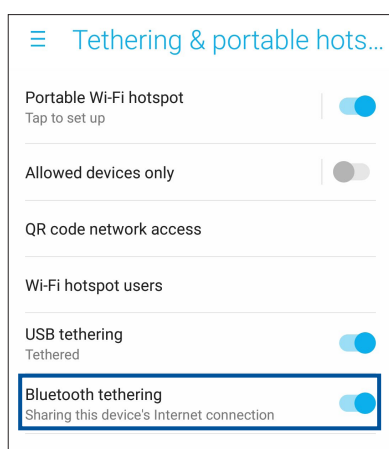 Tethering & portable hots...
Portable Wi-Fi hotspot
Tap to set up
Allowed devices only
QR code network access
Wi-Fi hotspot users
USB tethering
Tethered
Bluetooth tethering
Sharing this device's Internet connection